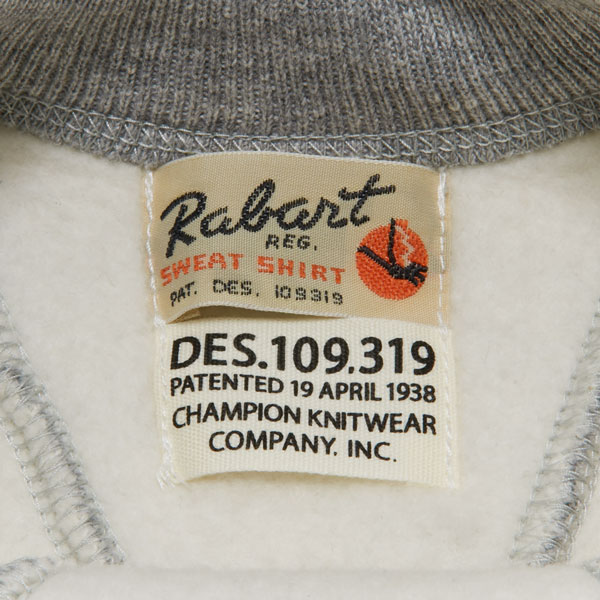 Rabart
REG.
SWEAT SHIRT
PAT. DES. 109319
DES.109.319
PATENTED 19 APRIL 1938
CHAMPION KNITWEAR
COMPANY. INC.